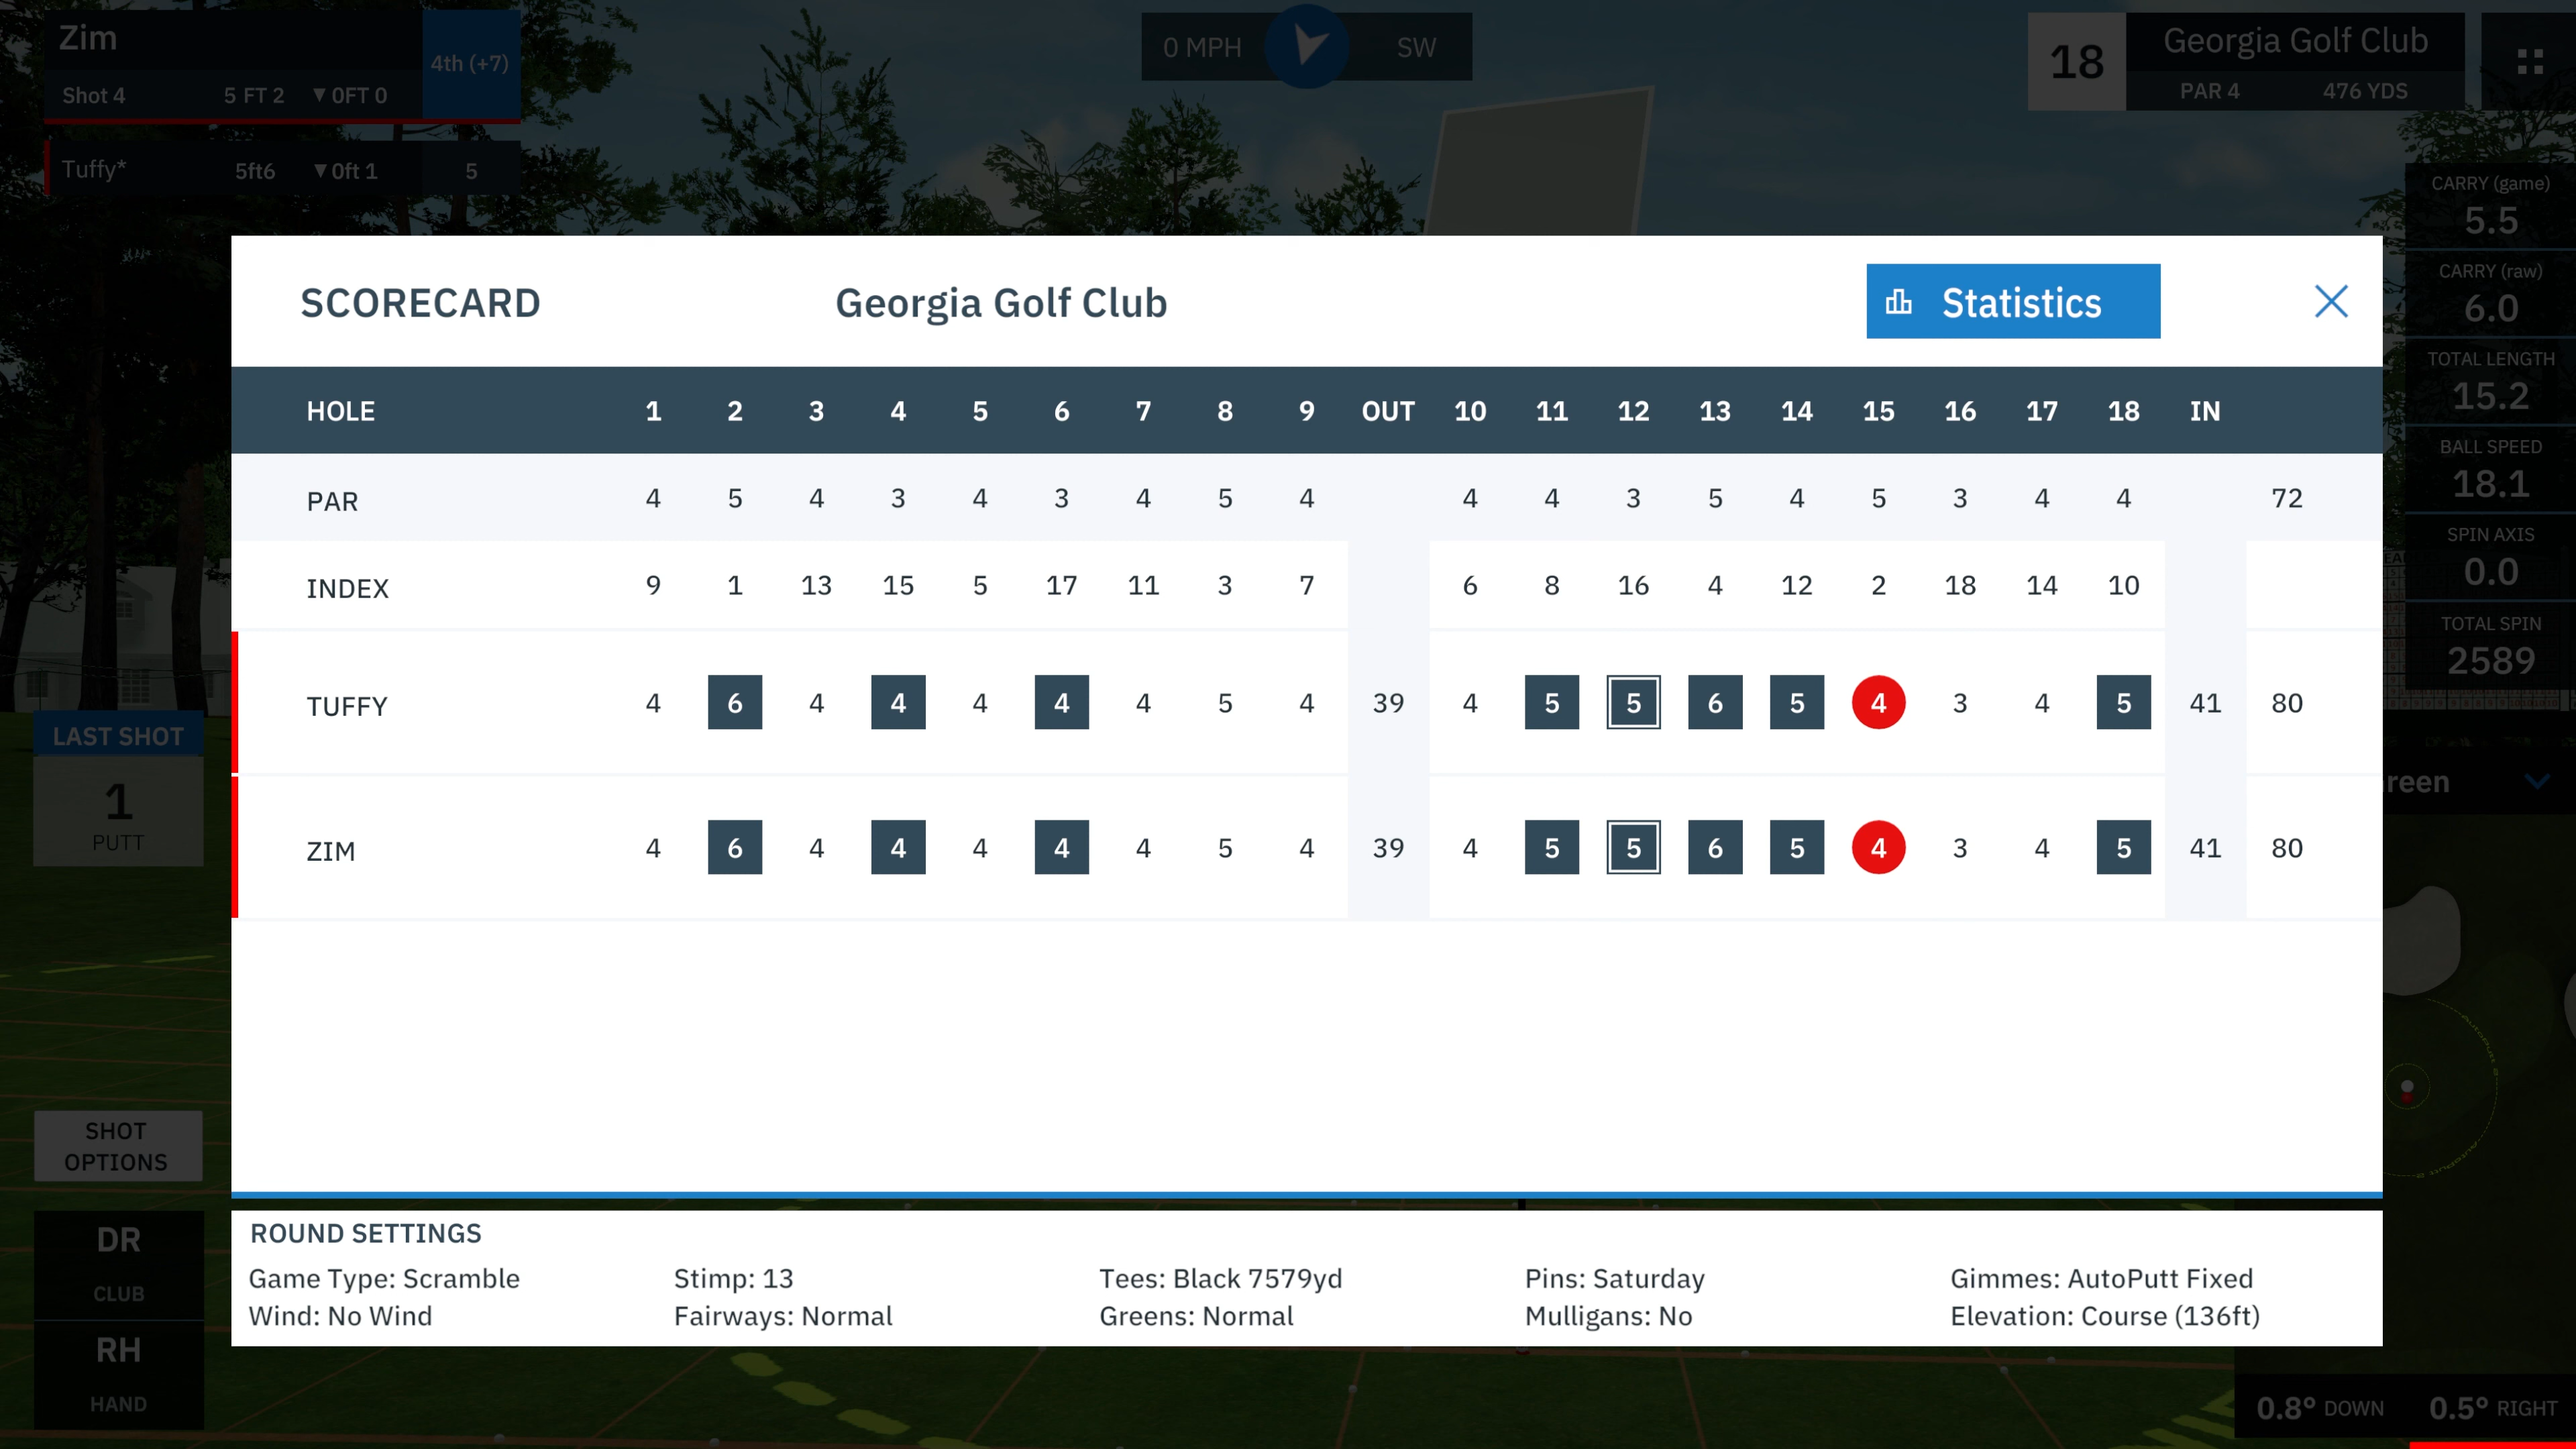 Zim
Shot 4 5 FT 2 ▼0FT 0 4th (+7)
Tuffy* 5ft6 ▼0ft 1 5
0 MPH SW
18 Georgia Golf Club
PAR 4 476 YDS
CARRY (game)
5.5
CARRY (raw)
6.0
TOTAL LENGTH
15.2
BALL SPEED
18.1
SPIN AXIS
0.0
TOTAL SPIN
2589
SCORECARD Georgia Golf Club Statistics
HOLE 1 2 3 4 5 6 7 8 9 OUT 10 11 12 13 14 15 16 17 18 IN
PAR 4 5 4 3 4 3 4 5 4 4 4 3 5 4 5 3 4 4 72
INDEX 9 1 13 15 5 17 11 3 7 6 8 16 4 12 2 18 14 10
TUFFY 4 6 4 4 4 4 4 5 4 39 4 5 5 6 5 4 3 4 5 41 80
ZIM 4 6 4 4 4 4 4 5 4 39 4 5 5 6 5 4 3 4 5 41 80
LAST SHOT
1
PUTT
reen
SHOT
OPTIONS
DR
CLUB
RH
HAND
ROUND SETTINGS
Game Type: Scramble Stimp: 13 Tees: Black 7579yd Pins: Saturday Gimmes: AutoPutt Fixed
Wind: No Wind Fairways: Normal Greens: Normal Mulligans: No Elevation: Course (136ft)
0.8° DOWN 0.5° RIGHT